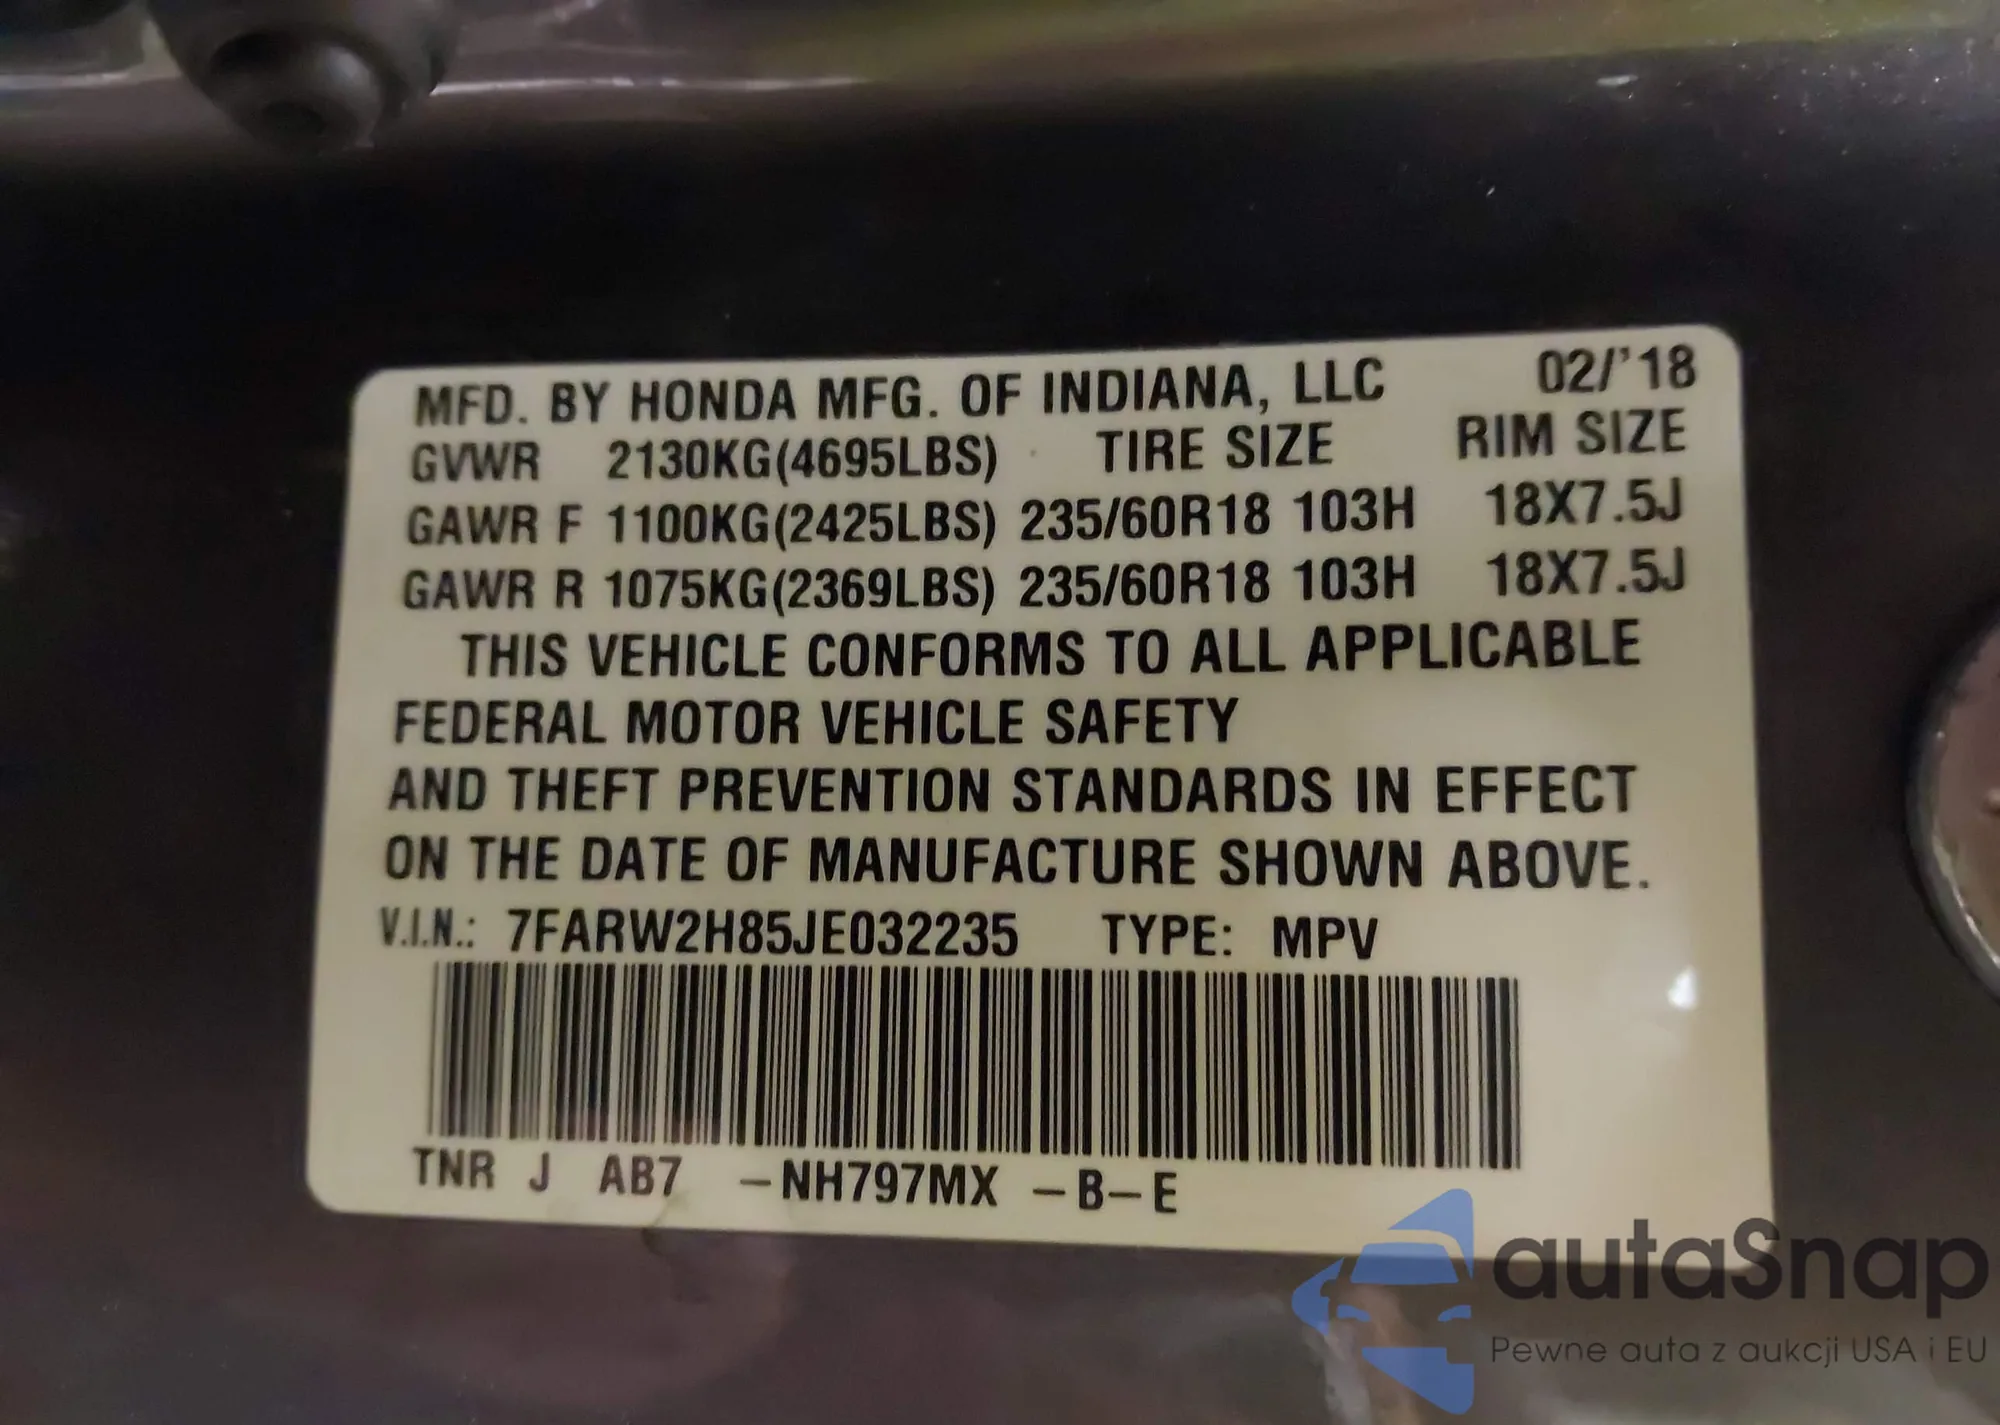 MFD. BY HONDA MFG. OF INDIANA, LLC 02/'18
GVWR 2130KG(4695LBS) TIRE SIZE RIM SIZE
GAWR F 1100KG(2425LBS) 235/60R18 103H 18X7.5J
GAWR R 1075KG(2369LBS) 235/60R18 103H 18X7.5J
THIS VEHICLE CONFORMS TO ALL APPLICABLE
FEDERAL MOTOR VEHICLE SAFETY
AND THEFT PREVENTION STANDARDS IN EFFECT
ON THE DATE OF MANUFACTURE SHOWN ABOVE.
V.I.N.: 7FARW2H85JE032235 TYPE: MPV
TNR J AB7 –NH797MX –B–E
autaSnap
Pewne auta z aukcji USA i EU